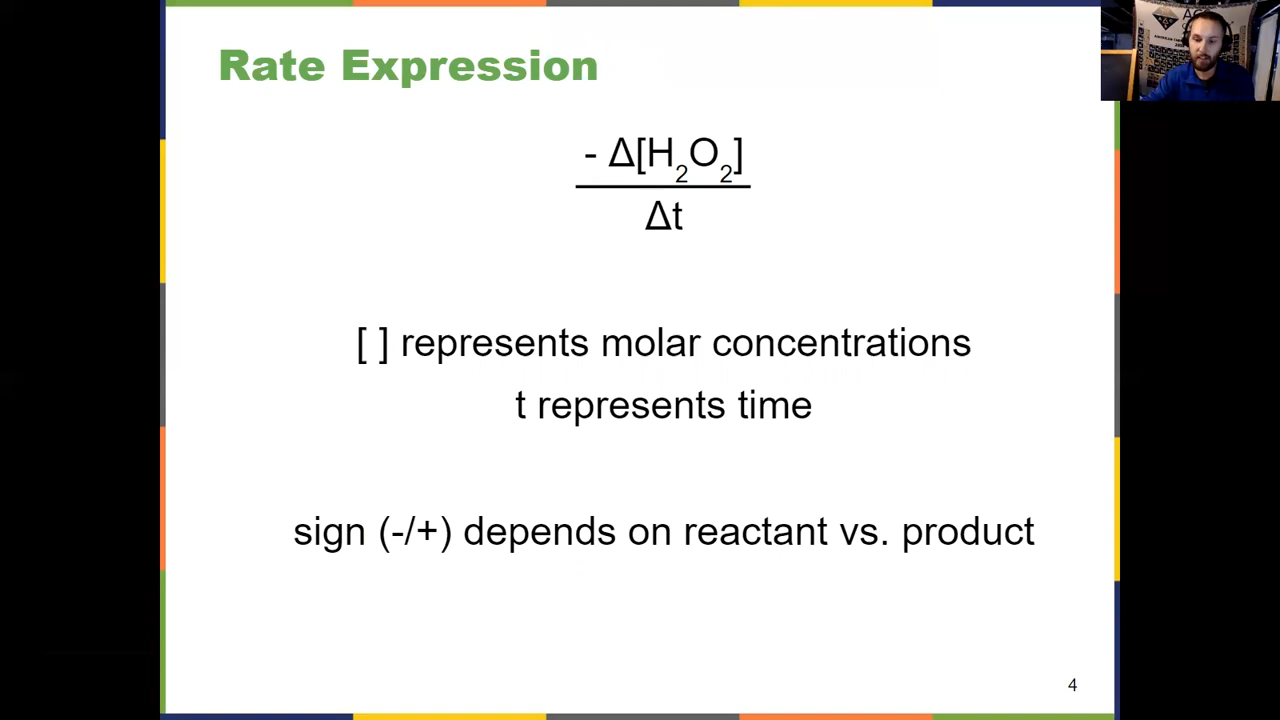 Rate Expression
- Δ[H₂O₂]
Δt
[ ] represents molar concentrations
t represents time
sign (-/+) depends on reactant vs. product
4